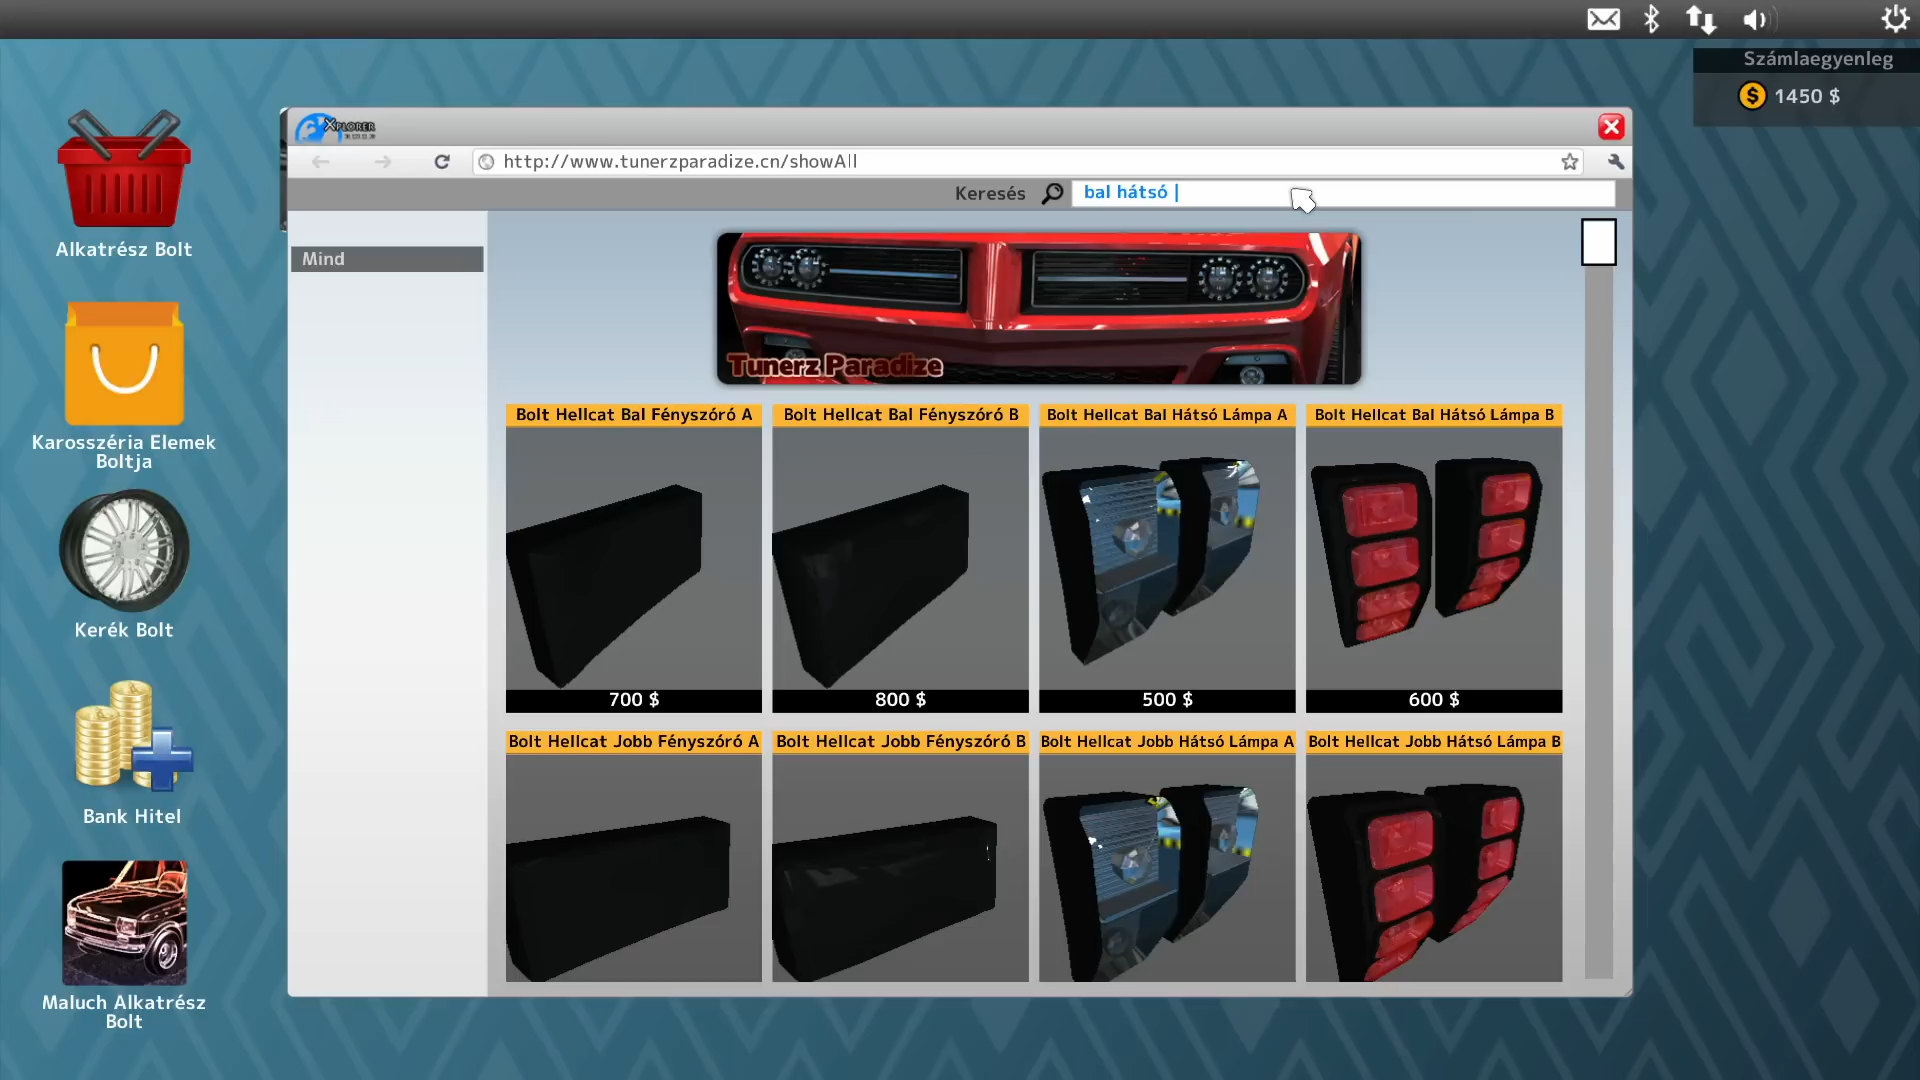 Számlaegyenleg
1450 $
XPLORER
http://www.tunerzparadize.cn/showAll
Keresés
bal hátsó
Mind
Tunerz Paradize
Alkatrész Bolt
Karosszéria Elemek
Boltja
Kerék Bolt
Bank Hitel
Maluch Alkatrész
Bolt
Bolt Hellcat Bal Fényszóró A
Bolt Hellcat Bal Fényszóró B
Bolt Hellcat Bal Hátsó Lámpa A
Bolt Hellcat Bal Hátsó Lámpa B
700 $
800 $
500 $
600 $
Bolt Hellcat Jobb Fényszóró A
Bolt Hellcat Jobb Fényszóró B
Bolt Hellcat Jobb Hátsó Lámpa A
Bolt Hellcat Jobb Hátsó Lámpa B